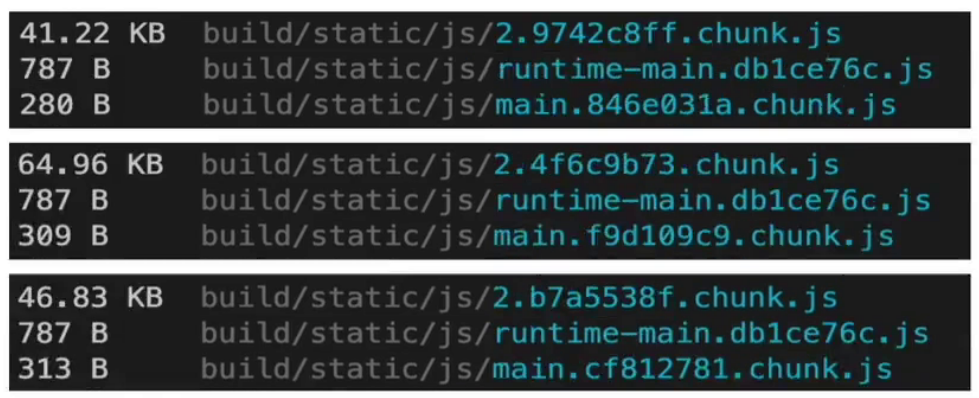 41.22 KB build/static/js/2.9742c8ff.chunk.js
787 B build/static/js/runtime-main.db1ce76c.js
280 B build/static/js/main.846e031a.chunk.js
64.96 KB build/static/js/2.4f6c9b73.chunk.js
787 B build/static/js/runtime-main.db1ce76c.js
309 B build/static/js/main.f9d109c9.chunk.js
46.83 KB build/static/js/2.b7a5538f.chunk.js
787 B build/static/js/runtime-main.db1ce76c.js
313 B build/static/js/main.cf812781.chunk.js